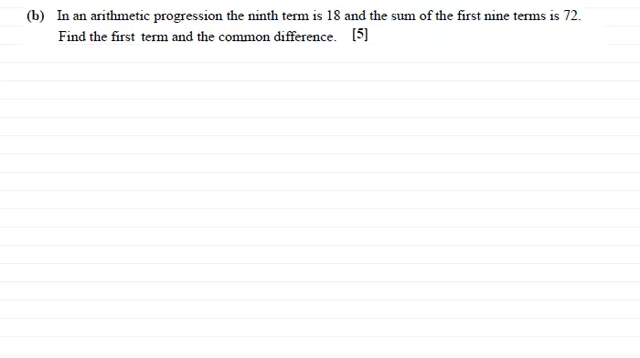 (b) In an arithmetic progression the ninth term is 18 and the sum of the first nine terms is 72.
Find the first term and the common difference. [5]